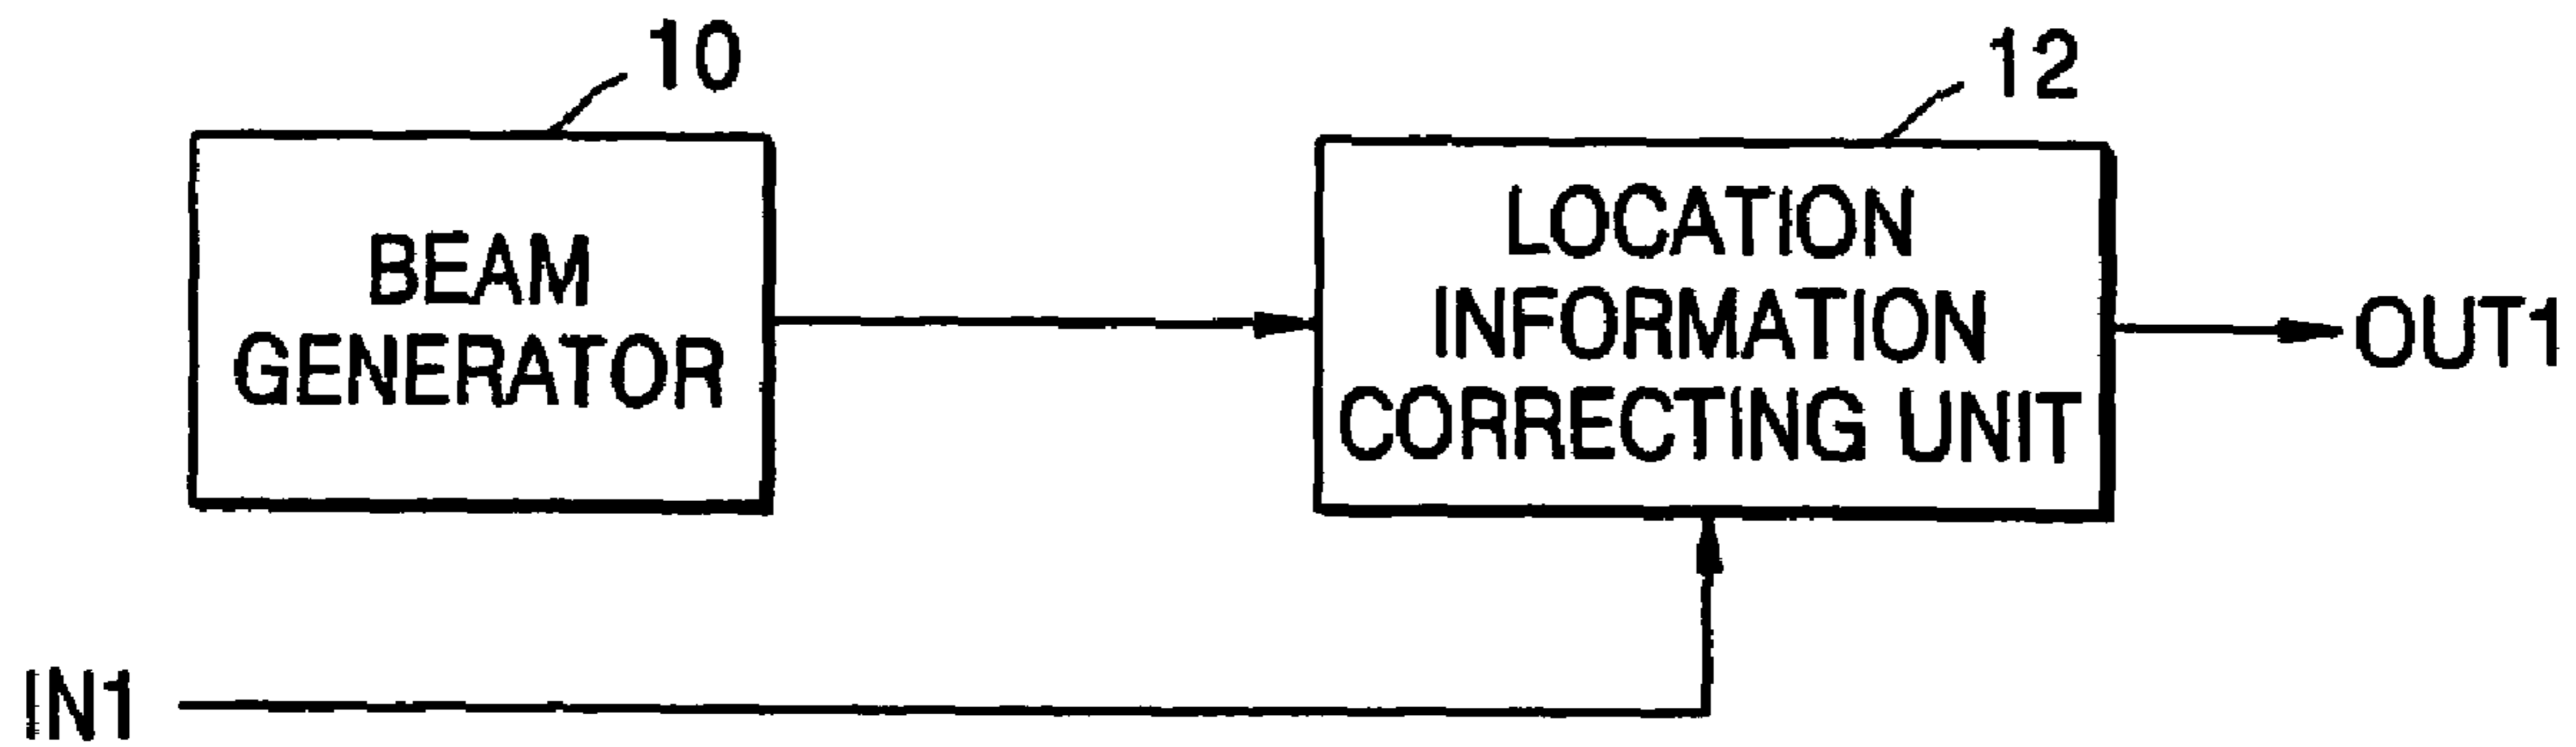 10
12
BEAM
GENERATOR
LOCATION
INFORMATION
CORRECTING UNIT
OUT1
IN1